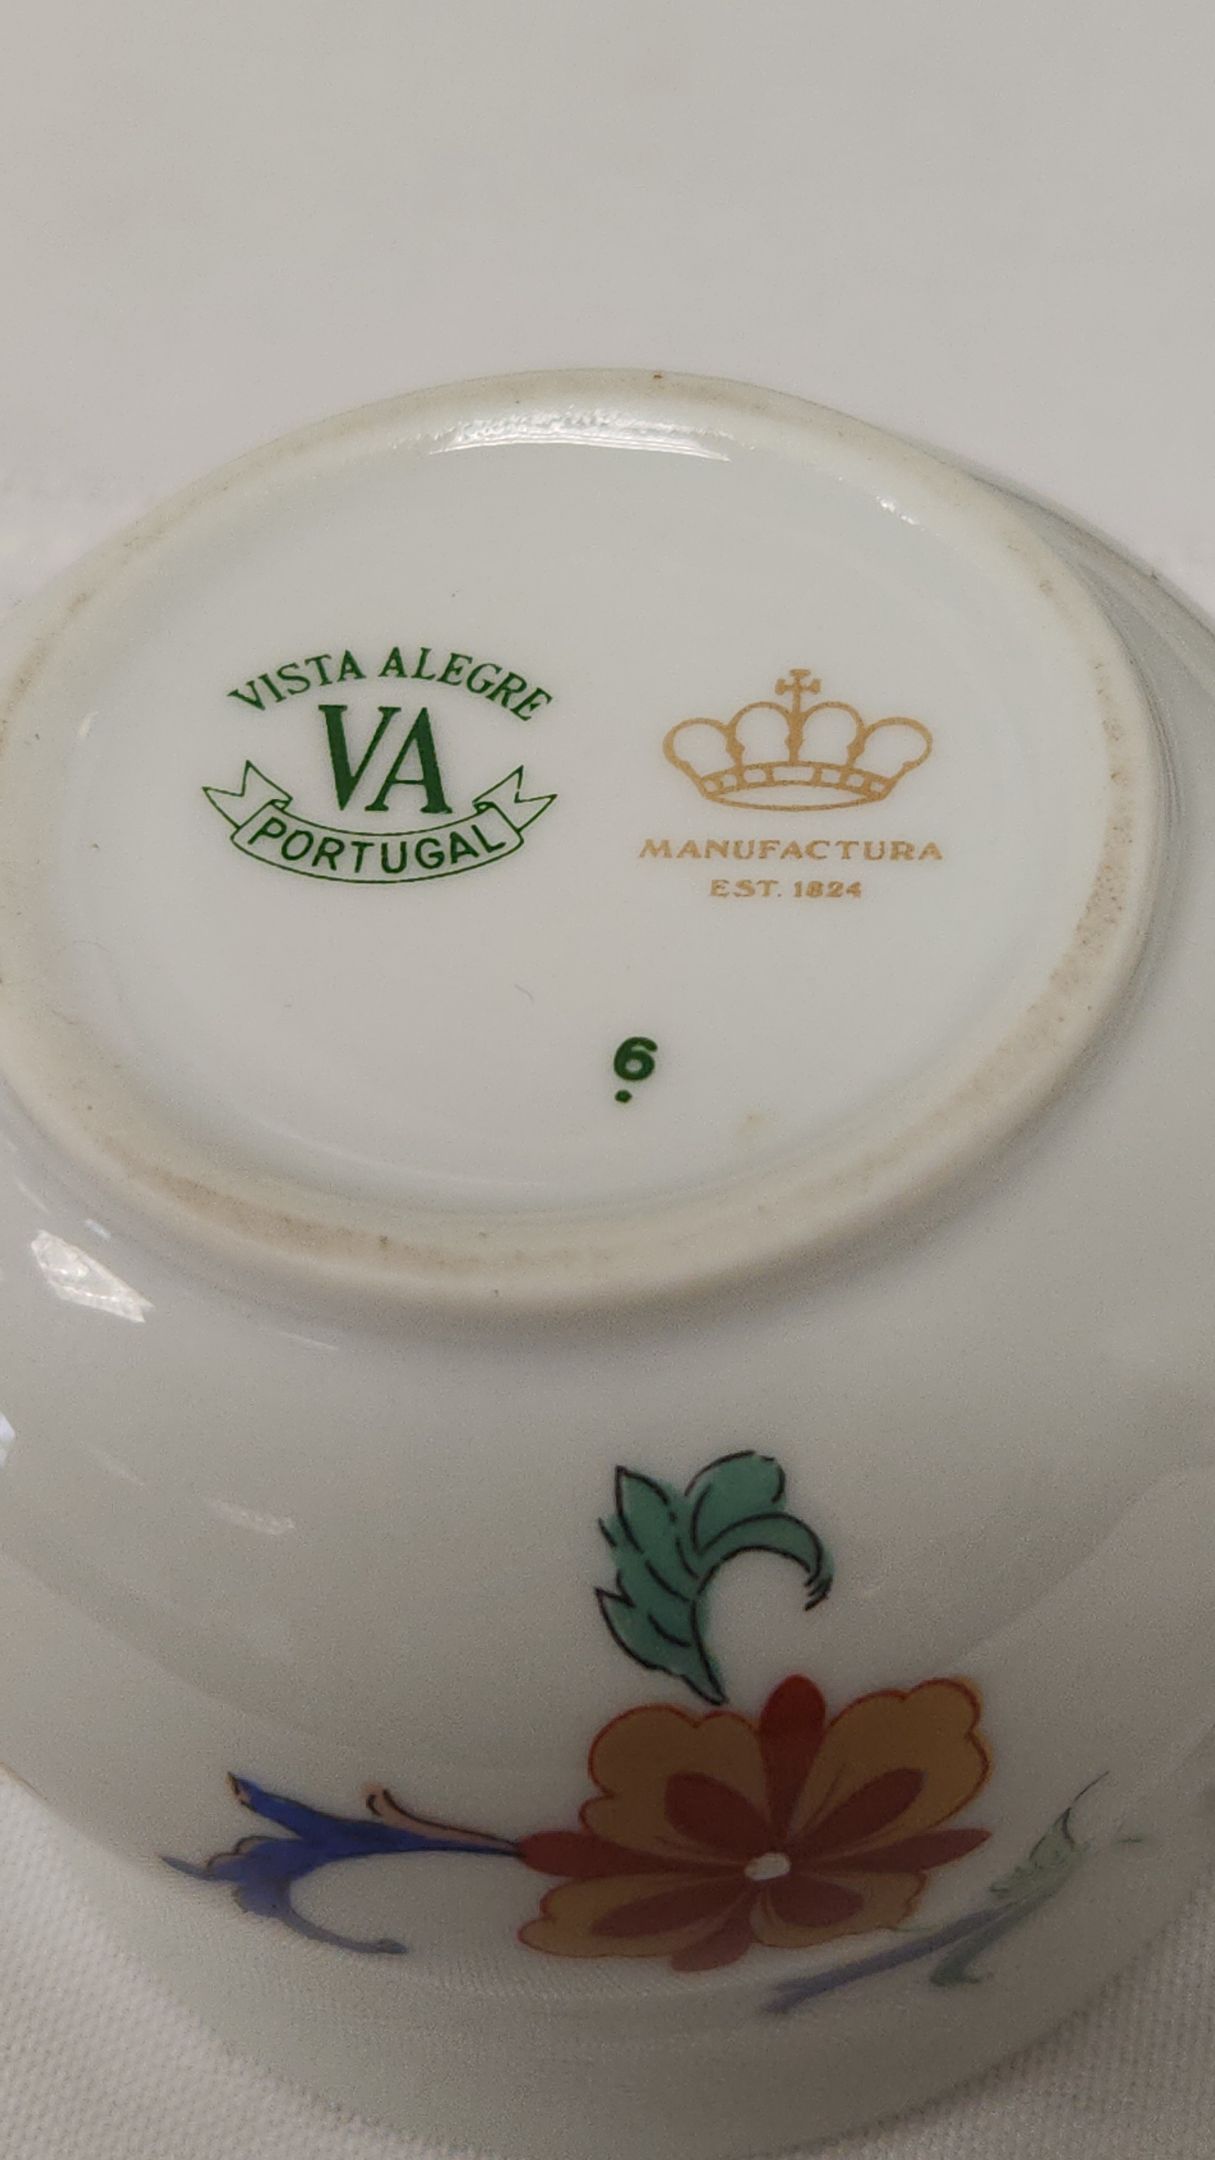 VISTA ALEGRE
VA
PORTUGAL
MANUFACTURA
EST. 1824
6